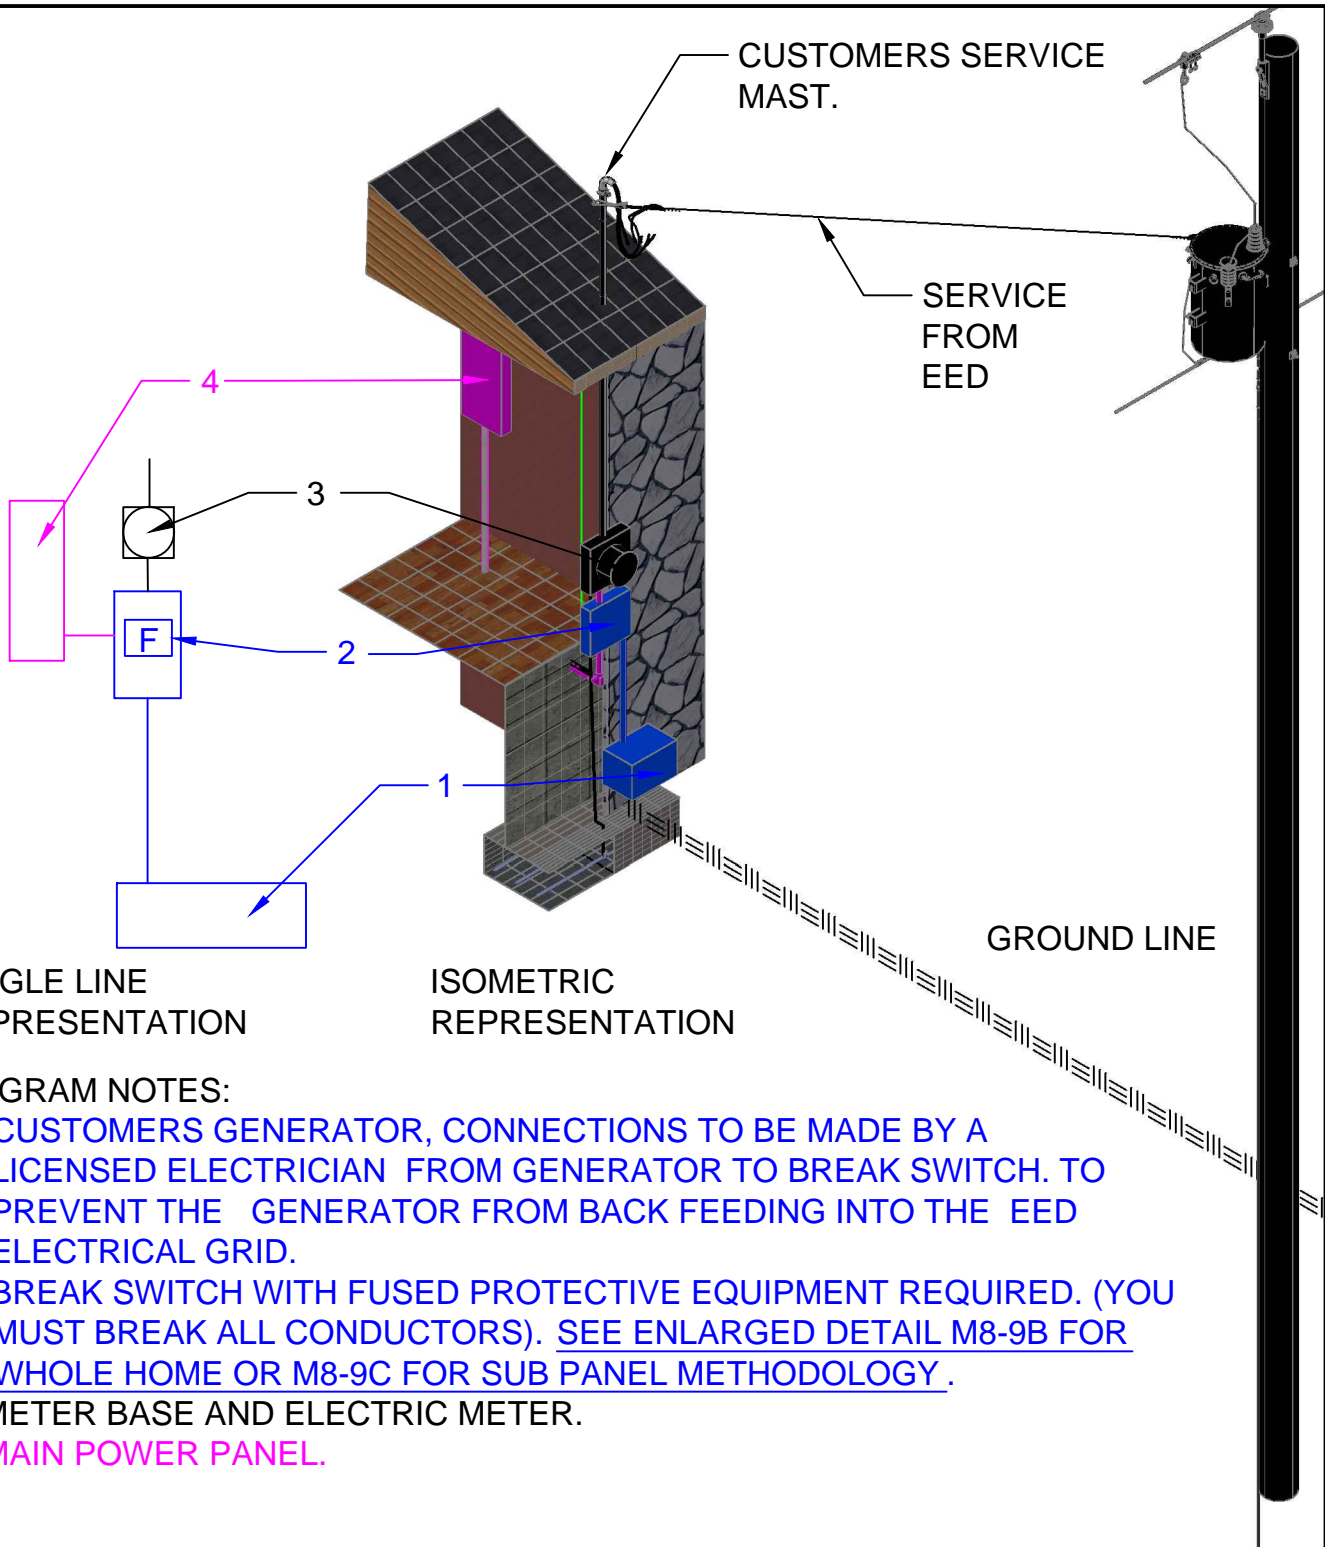 CUSTOMERS SERVICE
MAST.
SERVICE
FROM
EED
4
3
F
2
1
GROUND LINE
GLE LINE
PRESENTATION
ISOMETRIC
REPRESENTATION
GRAM NOTES:
CUSTOMERS GENERATOR, CONNECTIONS TO BE MADE BY A
LICENSED ELECTRICIAN FROM GENERATOR TO BREAK SWITCH. TO
PREVENT THE GENERATOR FROM BACK FEEDING INTO THE EED
ELECTRICAL GRID.
BREAK SWITCH WITH FUSED PROTECTIVE EQUIPMENT REQUIRED. (YOU
MUST BREAK ALL CONDUCTORS). SEE ENLARGED DETAIL M8-9B FOR
WHOLE HOME OR M8-9C FOR SUB PANEL METHODOLOGY .
METER BASE AND ELECTRIC METER.
MAIN POWER PANEL.